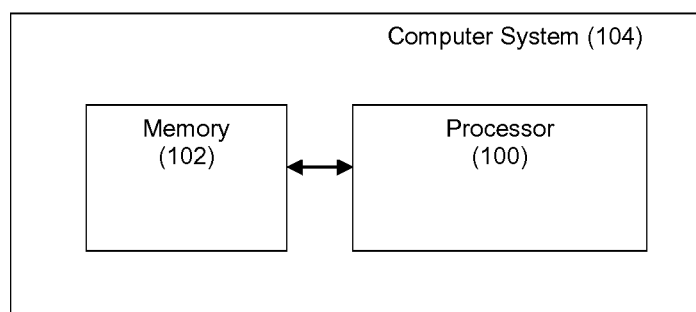 Computer System (104)
Memory
(102)
Processor
(100)